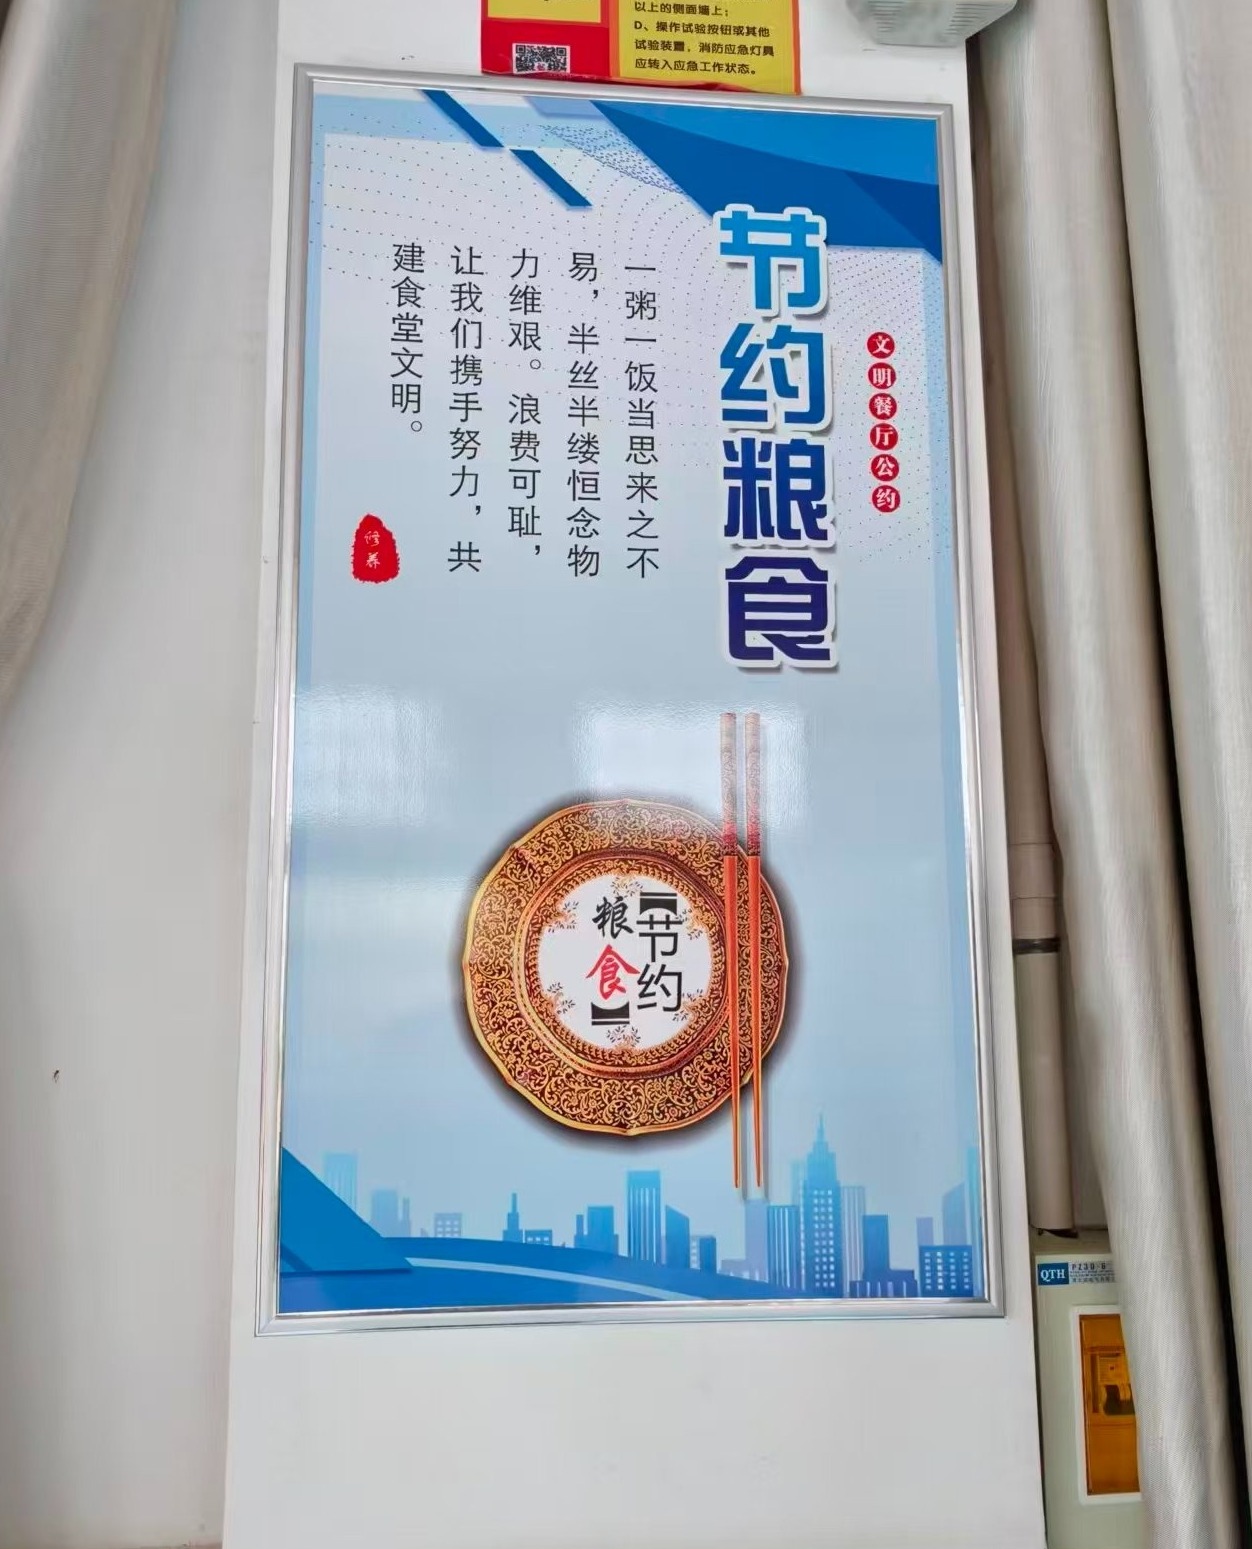 以上的侧面墙上；
D、操作试验按钮或其他
试验装置，消防应急灯具
应转入应急工作状态。
文明餐厅公约
节约粮食
一粥一饭当思来之不
易，半丝半缕恒念物
力维艰。浪费可耻，
让我们携手努力，共
建食堂文明。
修养
节约
粮食
QTH
PZ30-6